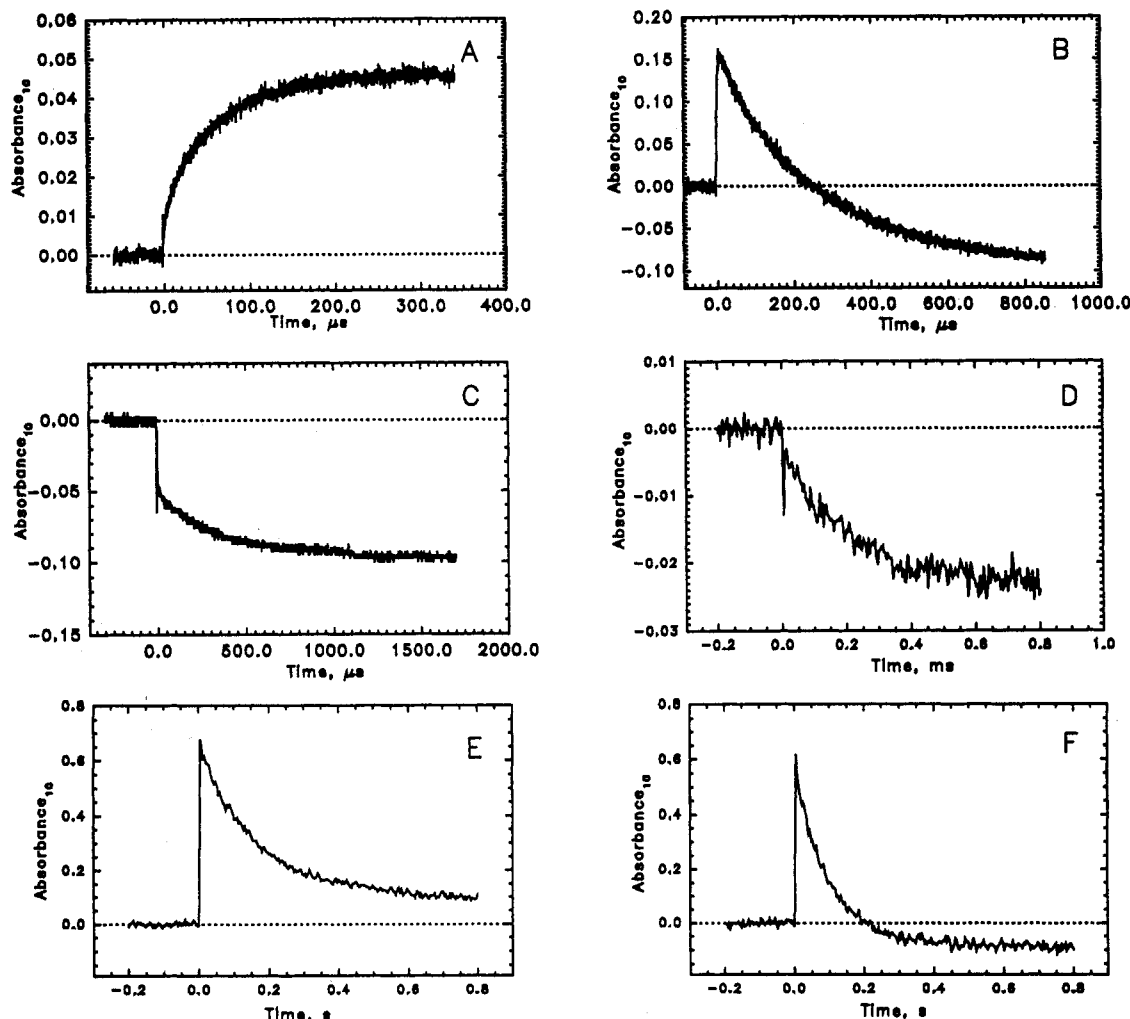 A
Absorbance10
0.06
0.05
0.04
0.03
0.02
0.01
0.00
0.0 100.0 200.0 300.0 400.0
Time, μs
B
Absorbance10
0.20
0.15
0.10
0.05
0.00
−0.05
−0.10
0.0 200.0 400.0 600.0 800.0 1000.0
Time, μs
C
Absorbance10
0.00
−0.05
−0.10
−0.15
0.0 500.0 1000.0 1500.0 2000.0
Time, μs
D
Absorbance10
0.01
0.00
−0.01
−0.02
−0.03
−0.2 0.0 0.2 0.4 0.6 0.8 1.0
Time, ms
E
Absorbance10
0.8
0.6
0.4
0.2
0.0
−0.2 0.0 0.2 0.4 0.6 0.8
Time, s
F
Absorbance10
0.8
0.6
0.4
0.2
0.0
−0.2 0.0 0.2 0.4 0.6 0.8
Time, s